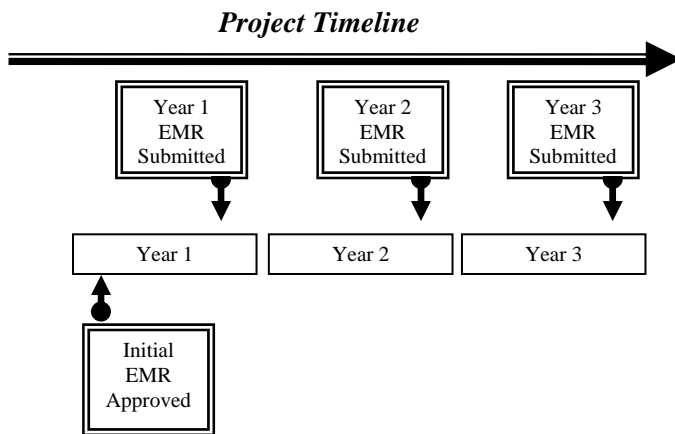 Project Timeline
Year 1
EMR
Submitted
Year 2
EMR
Submitted
Year 3
EMR
Submitted
Year 1
Year 2
Year 3
Initial
EMR
Approved